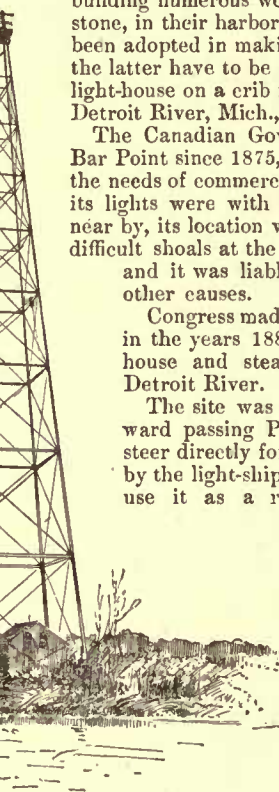 building numerous wo
stone, in their harbor
been adopted in maki
the latter have to be
light-house on a crib
Detroit River, Mich.,
The Canadian Gov
Bar Point since 1875,
the needs of commerc
its lights were with
near by, its location w
difficult shoals at the
and it was liabl
other causes.
Congress mad
in the years 188
house and stea
Detroit River.
The site was
ward passing P
steer directly fo
by the light-ship
use it as a r